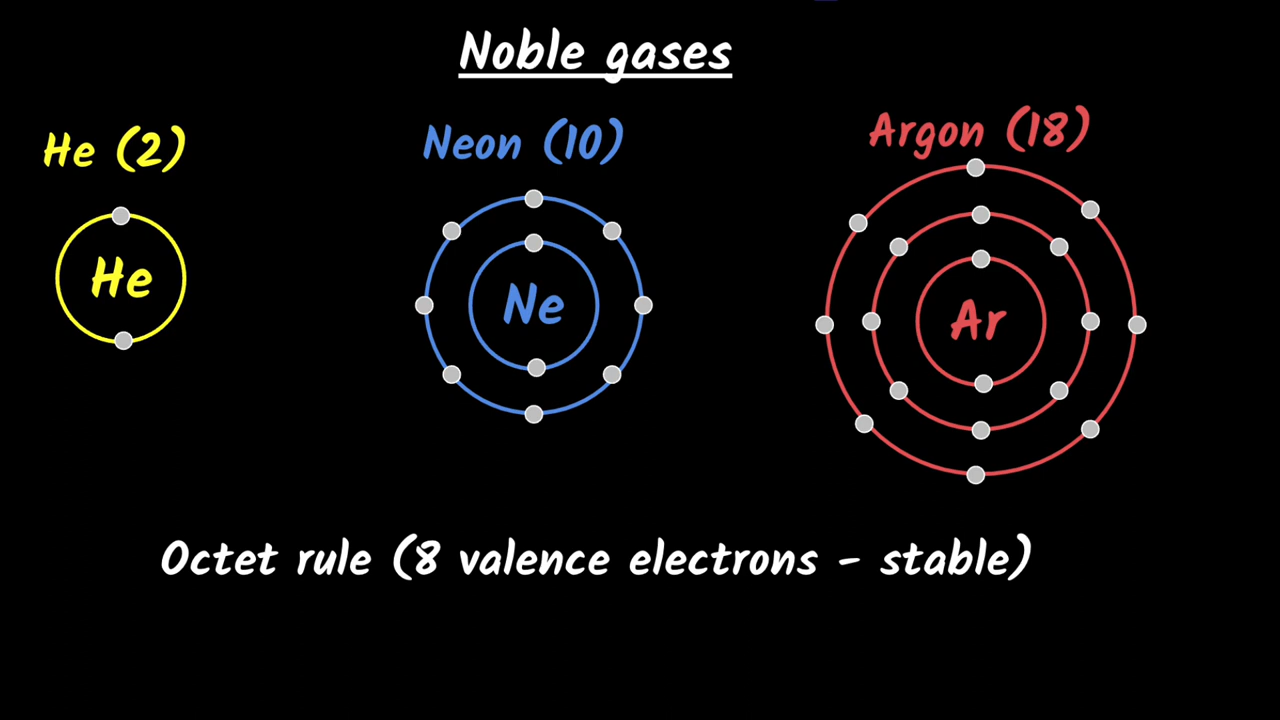 Noble gases
He (2)
Neon (10)
Argon (18)
He
Ne
Ar
Octet rule (8 valence electrons - stable)